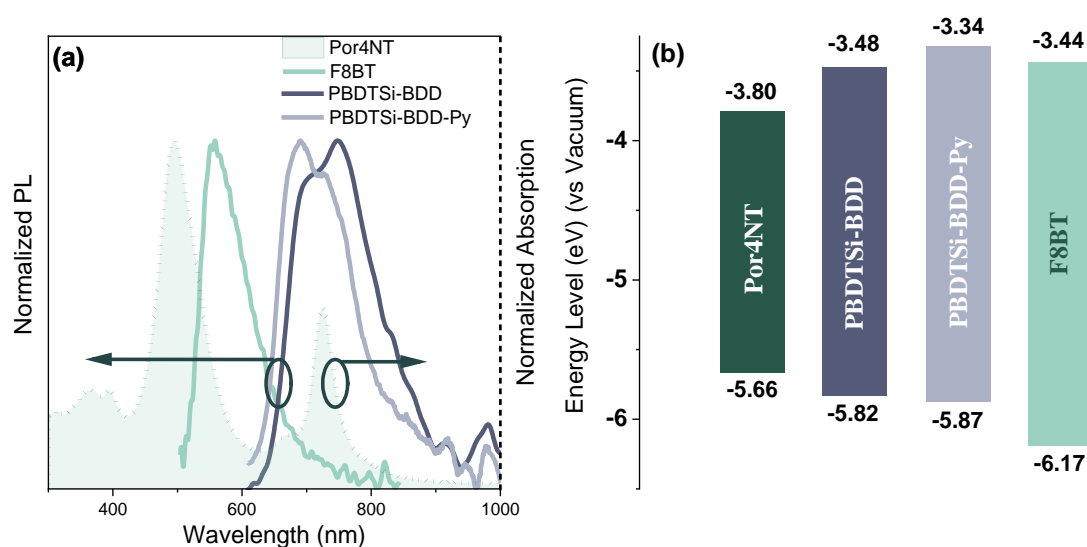 (a)
Por4NT
F8BT
PBDTSi-BDD
PBDTSi-BDD-Py
Normalized PL
Normalized Absorption
400
600
800
1000
Wavelength (nm)
(b)
Energy Level (eV) (vs Vacuum)
-4
-5
-6
-3.80
Por4NT
-5.66
-3.48
PBDTSi-BDD
-5.82
-3.34
PBDTSi-BDD-Py
-5.87
-3.44
F8BT
-6.17